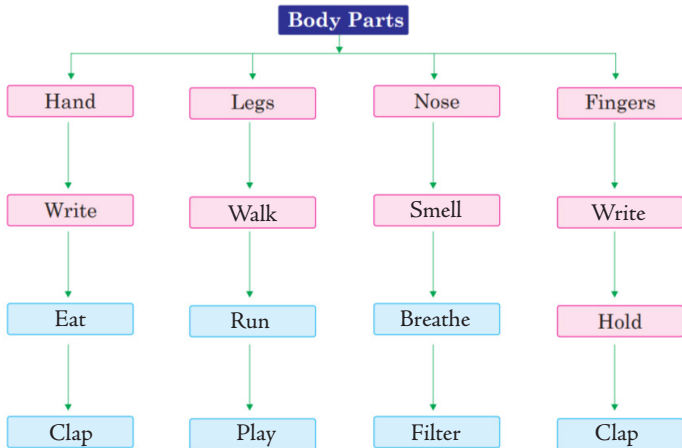 Body Parts
Hand Legs Nose Fingers
Write Walk Smell Write
Eat Run Breathe Hold
Clap Play Filter Clap